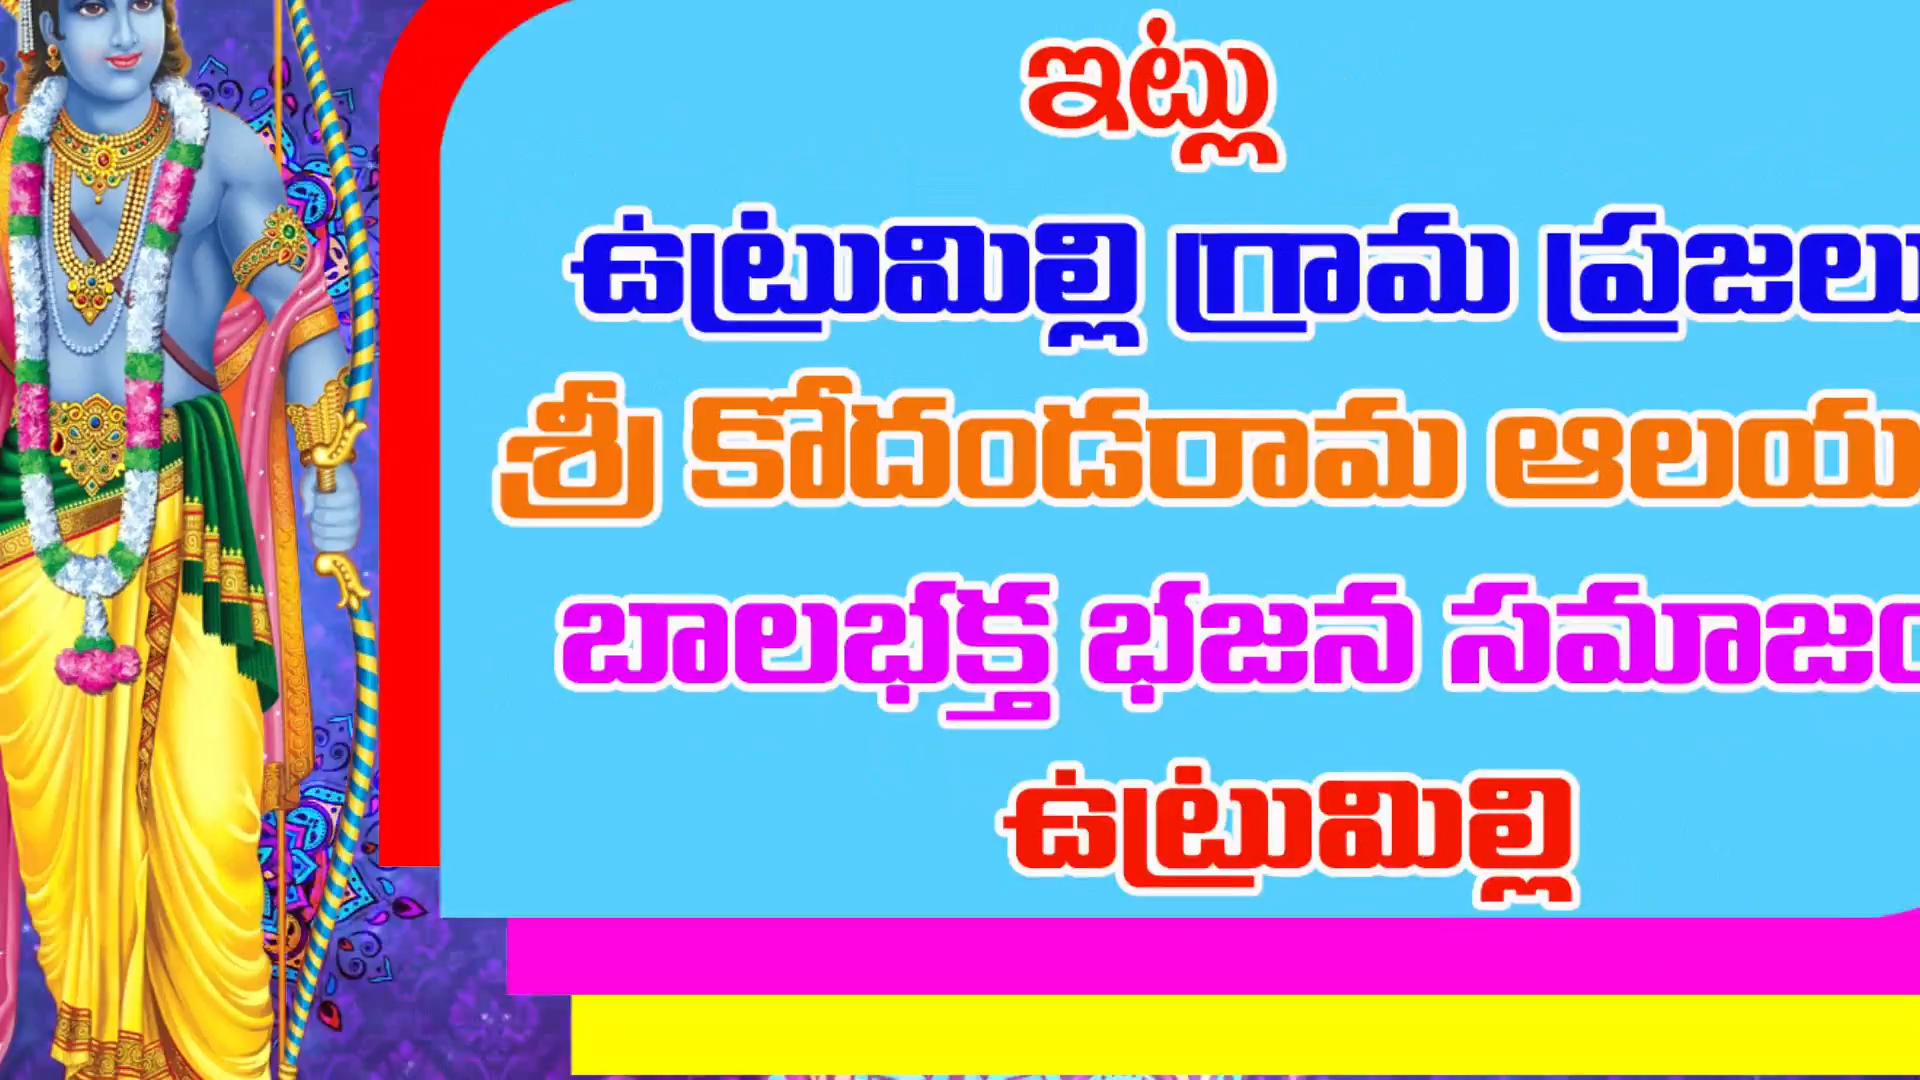 ఇట్లు
ఉట్రుమిల్లి గ్రామ ప్రజలు
శ్రీ కోదండరామ ఆలయ
బాలభక్త భజన సమాజం
ఉట్రుమిల్లి